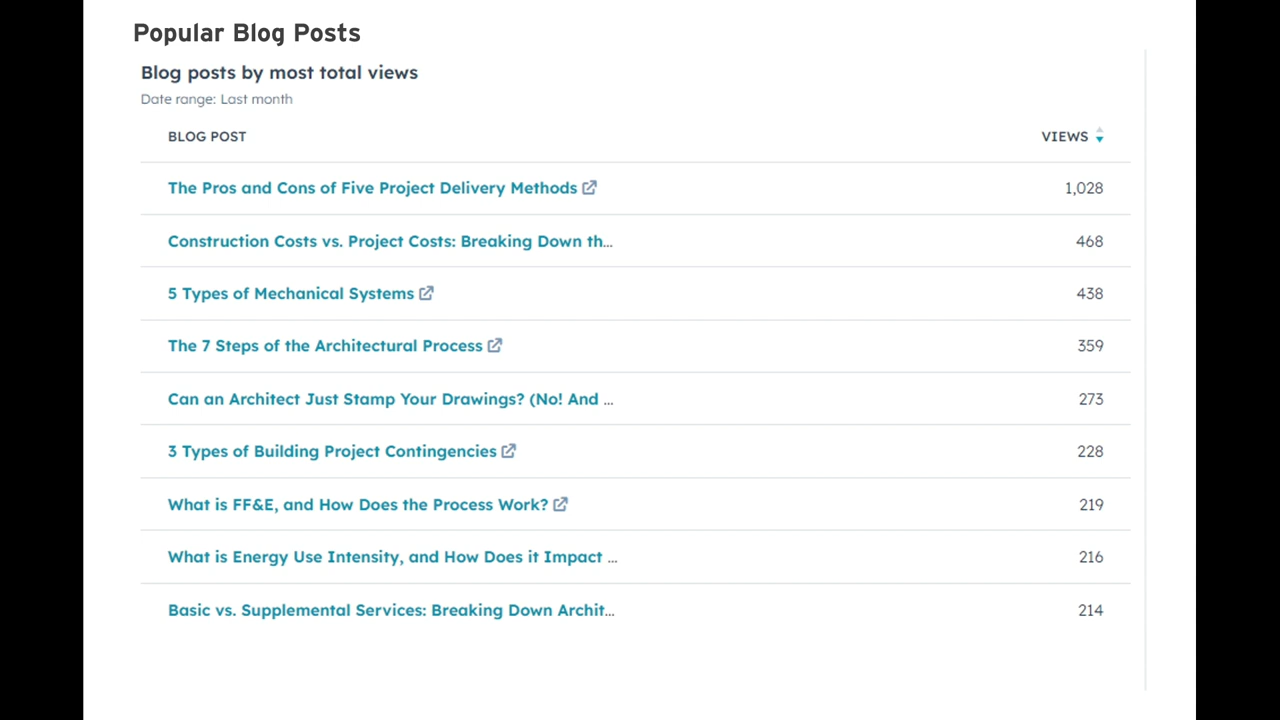 Popular Blog Posts
Blog posts by most total views
Date range: Last month
BLOG POST VIEWS
The Pros and Cons of Five Project Delivery Methods 1,028
Construction Costs vs. Project Costs: Breaking Down th... 468
5 Types of Mechanical Systems 438
The 7 Steps of the Architectural Process 359
Can an Architect Just Stamp Your Drawings? (No! And ... 273
3 Types of Building Project Contingencies 228
What is FF&E, and How Does the Process Work? 219
What is Energy Use Intensity, and How Does it Impact ... 216
Basic vs. Supplemental Services: Breaking Down Archit... 214